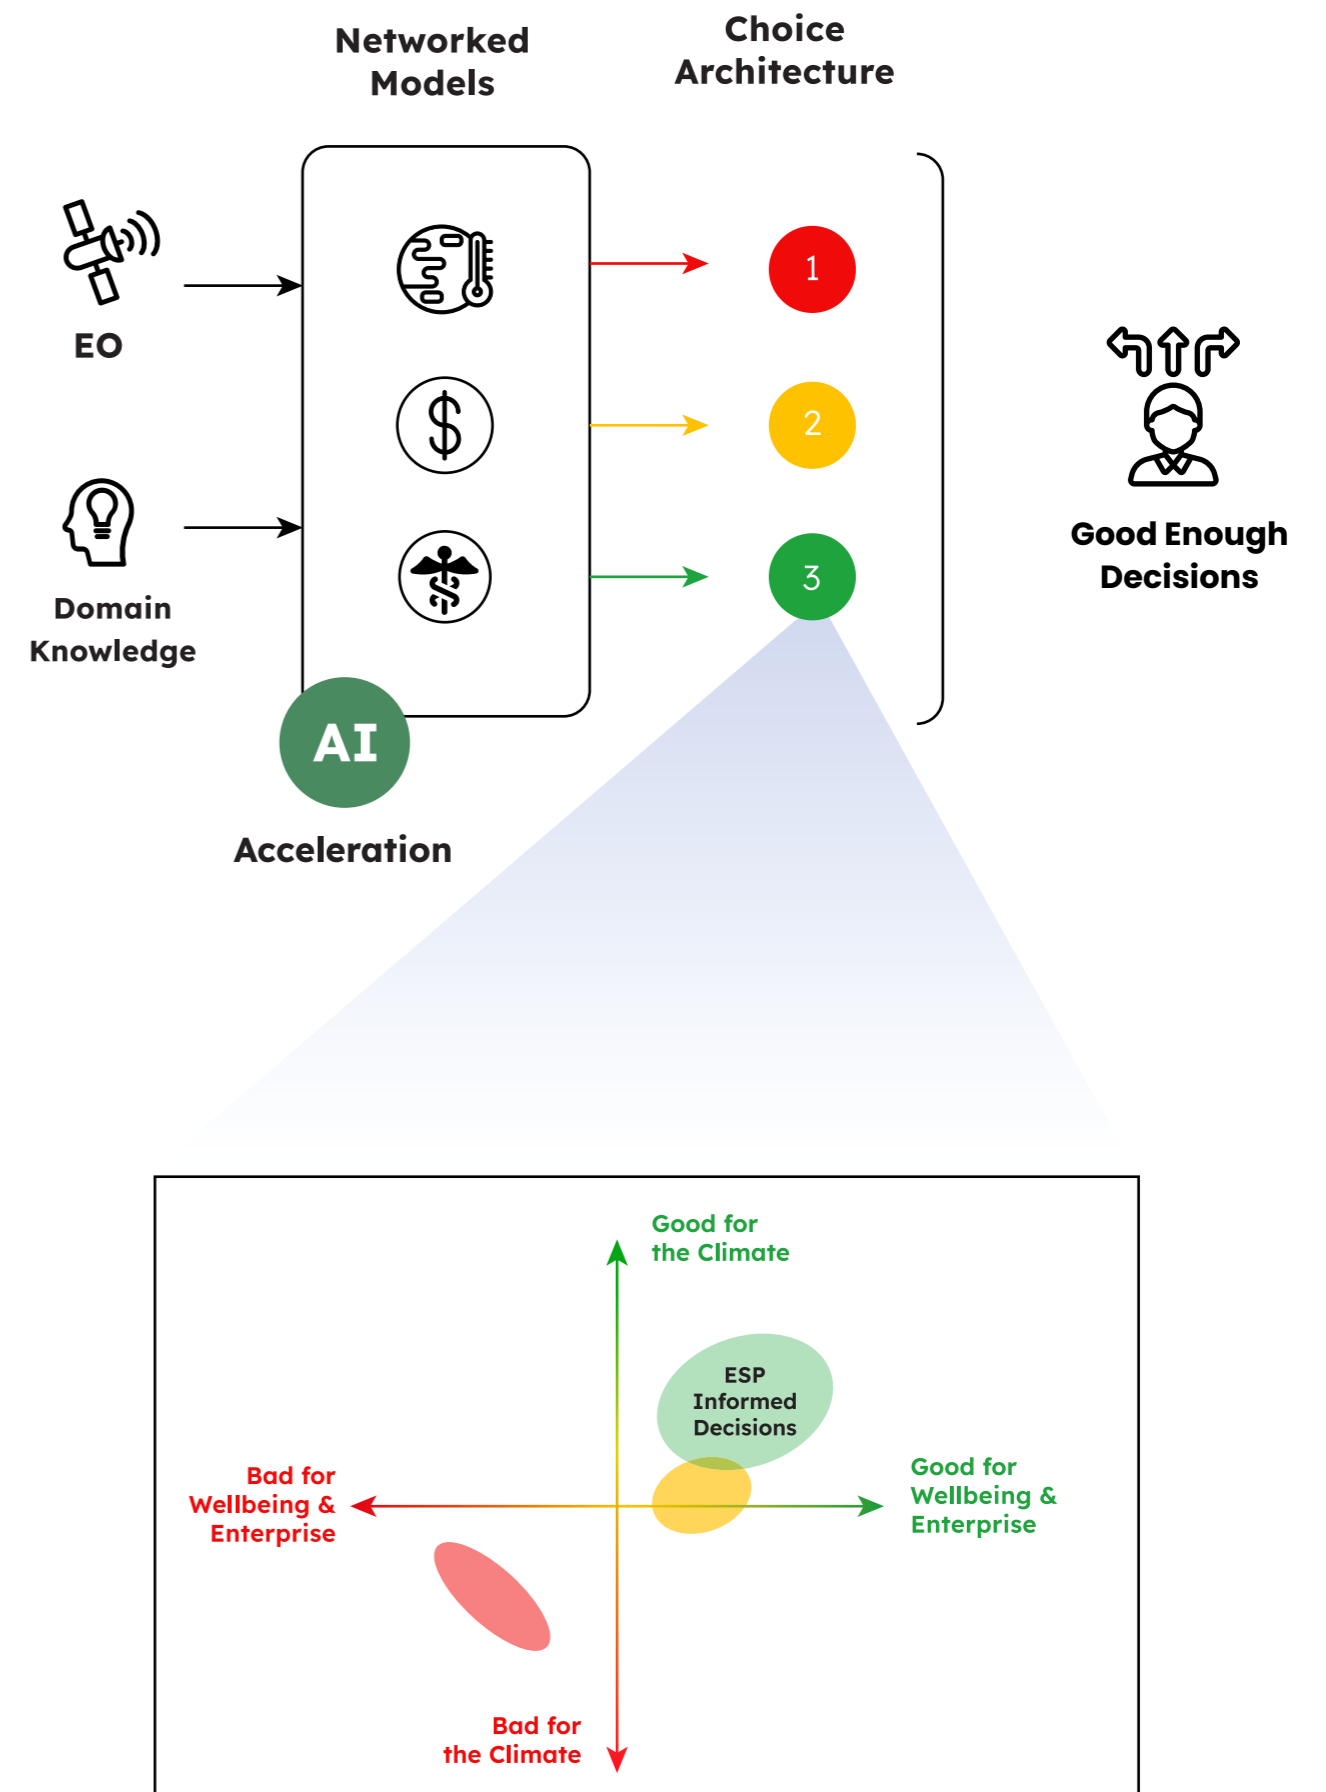 Networked
Models
Choice
Architecture
EO
Domain
Knowledge
$
AI
Acceleration
1
2
3
Good Enough
Decisions
Good for
the Climate
ESP
Informed
Decisions
Bad for
Wellbeing &
Enterprise
Good for
Wellbeing &
Enterprise
Bad for
the Climate